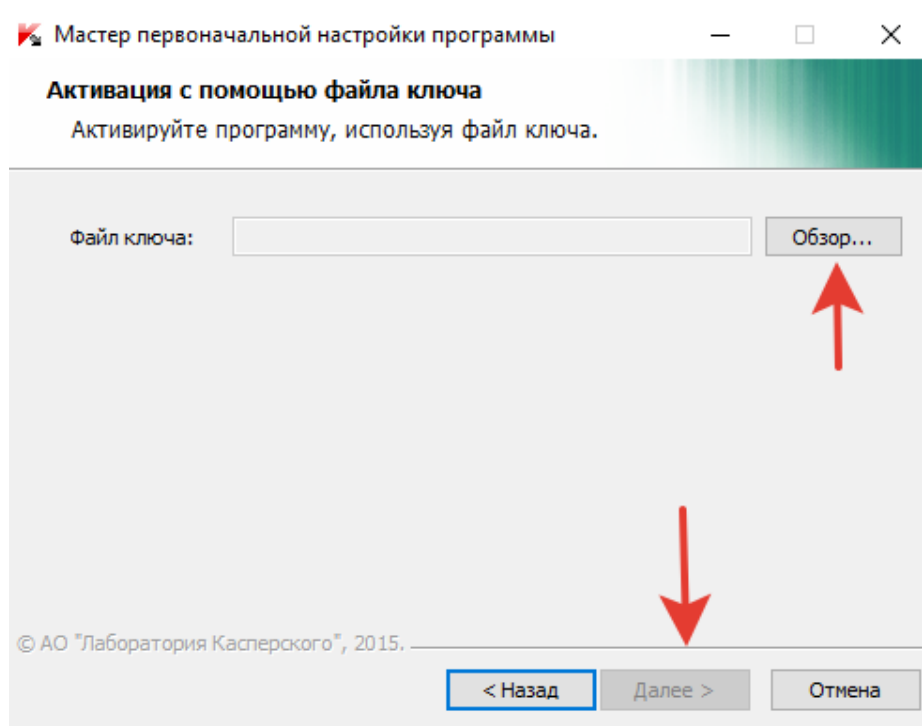 Мастер первоначальной настройки программы
Активация с помощью файла ключа
Активируйте программу, используя файл ключа.
Файл ключа:
Обзор...
© АО "Лаборатория Касперского", 2015.
< Назад
Далее >
Отмена